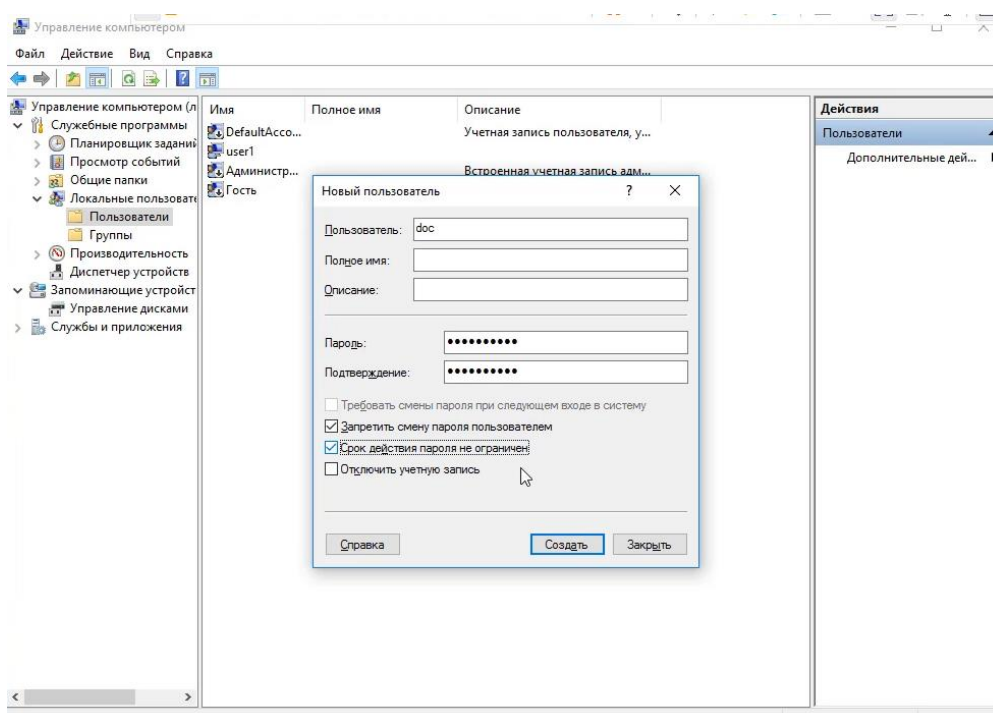 Управление компьютером
Файл Действие Вид Справка
Управление компьютером (л
Служебные программы
Планировщик заданий
Просмотр событий
Общие папки
Локальные пользовате
Пользователи
Группы
Производительность
Диспетчер устройств
Запоминающие устройст
Управление дисками
Службы и приложения
Имя Полное имя Описание
DefaultAcco... Учетная запись пользователя, у...
user1
Администр... Встроенная учетная запись адм...
Гость
Новый пользователь ?
Пользователь: doc
Полное имя:
Описание:
Пароль: ••••••••••
Подтверждение: ••••••••••
Требовать смены пароля при следующем входе в систему
Запретить смену пароля пользователем
Срок действия пароля не ограничен
Отключить учетную запись
Справка Создать Закрыть
Действия
Пользователи
Дополнительные дей...